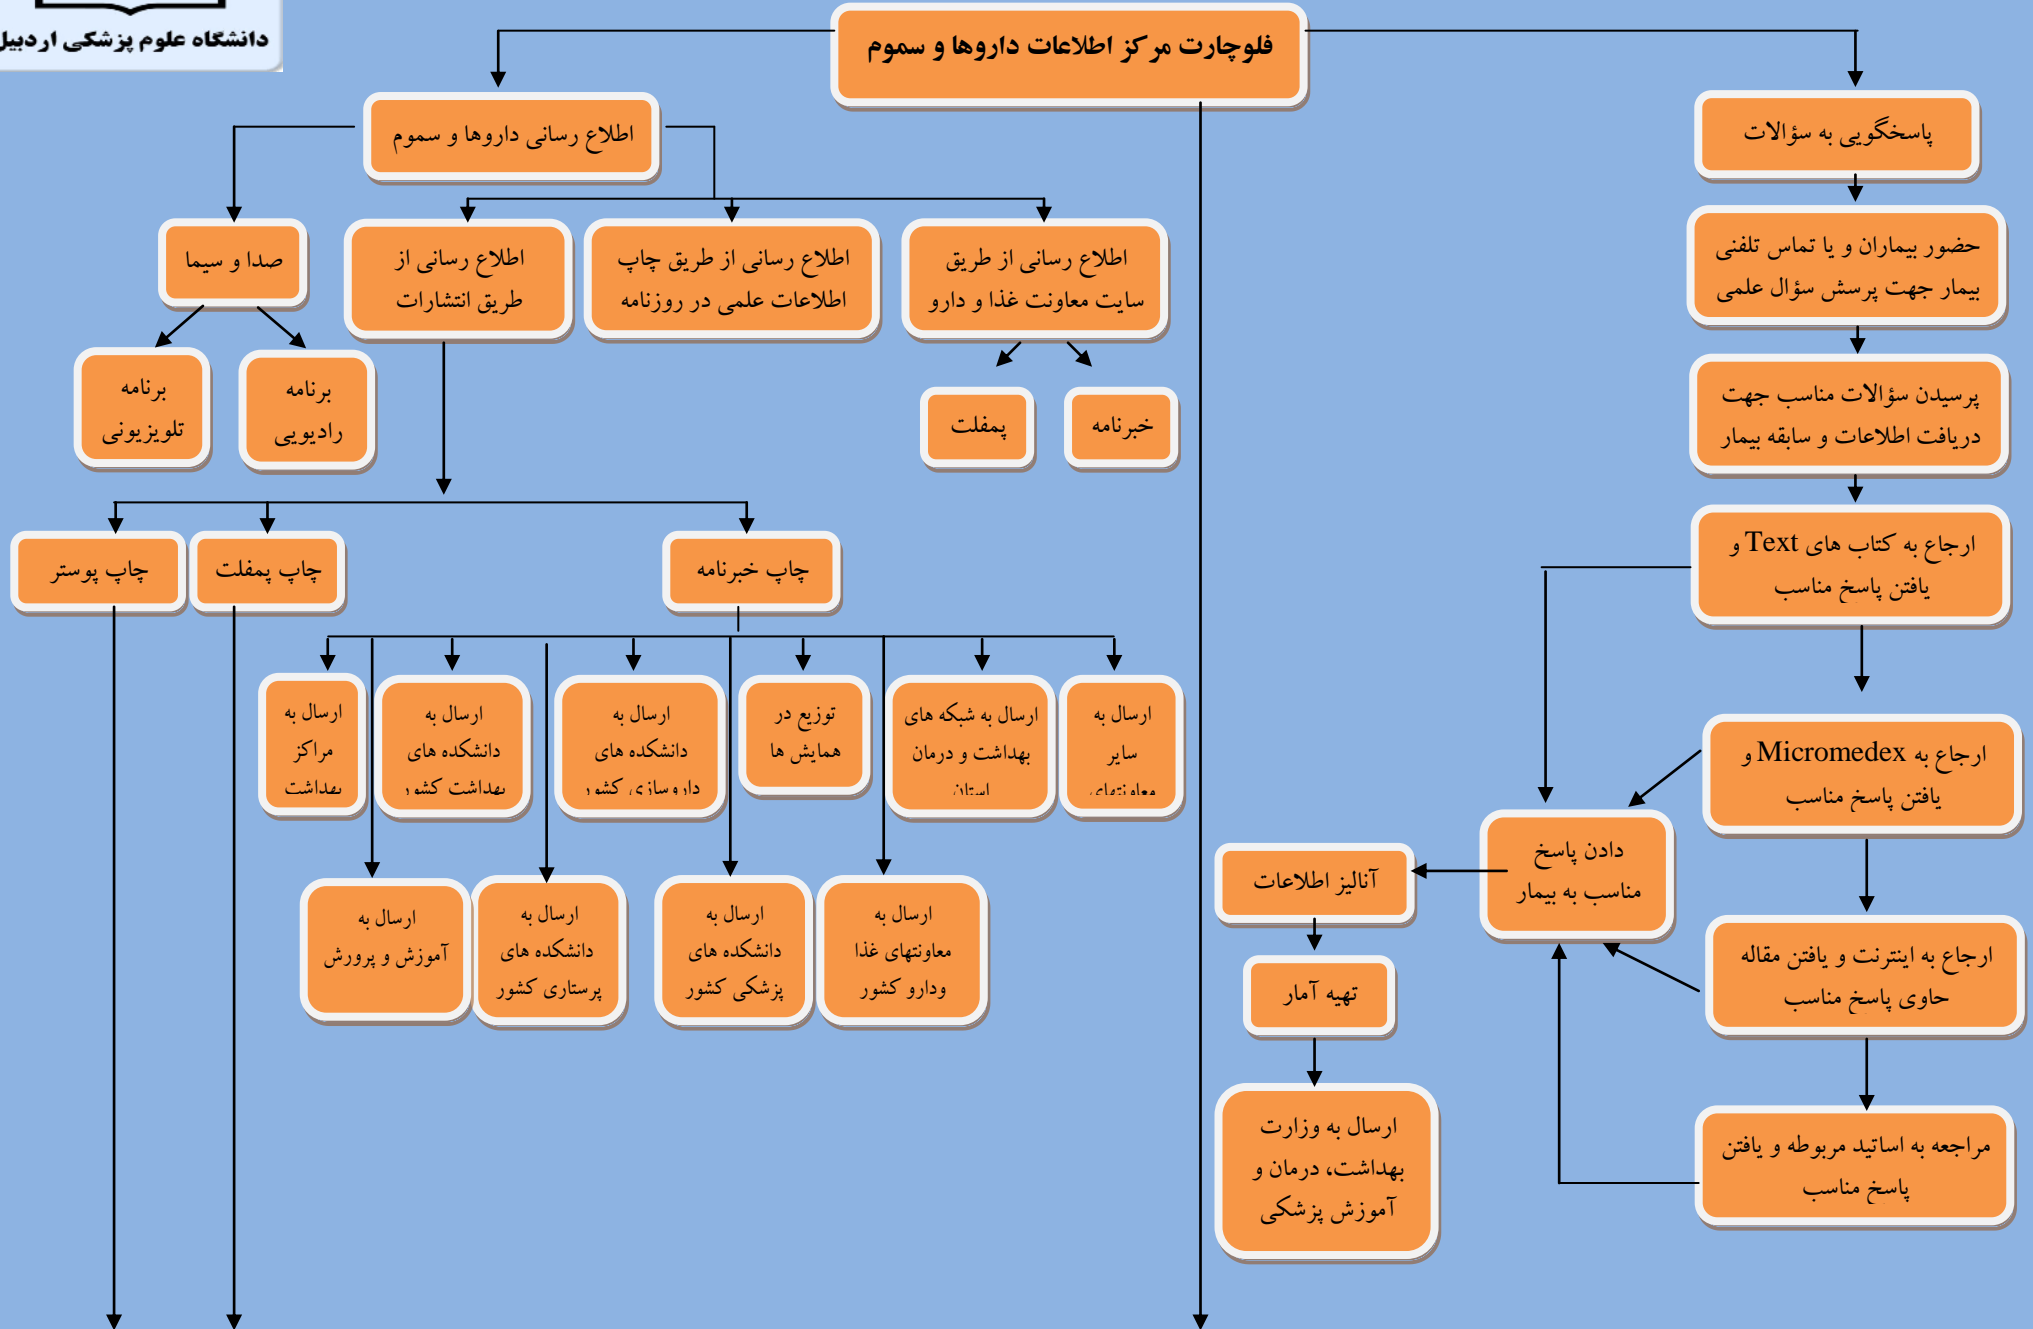 دانشگاه علوم پزشکی اردبیل
فلوچارت مرکز اطلاعات داروها و سموم
پاسخگویی به سؤالات
حضور بیماران و یا تماس تلفنی
بیمار جهت پرسش سؤال علمی
پرسیدن سؤالات مناسب جهت
دریافت اطلاعات و سابقه بیمار
ارجاع به کتاب های Text و
یافتن پاسخ مناسب
ارجاع به Micromedex و
یافتن پاسخ مناسب
ارجاع به اینترنت و یافتن مقاله
حاوی پاسخ مناسب
مراجعه به اساتید مربوطه و یافتن
پاسخ مناسب
دادن پاسخ
مناسب به بیمار
آنالیز اطلاعات
تهیه آمار
ارسال به وزارت
بهداشت، درمان و
آموزش پزشکی
اطلاع رسانی داروها و سموم
اطلاع رسانی از طریق
سایت معاونت غذا و دارو
خبرنامه
پمفلت
اطلاع رسانی از طریق چاپ
اطلاعات علمی در روزنامه
اطلاع رسانی از
طریق انتشارات
صدا و سیما
برنامه
رادیویی
برنامه
تلویزیونی
چاپ خبرنامه
چاپ پمفلت
چاپ پوستر
ارسال به
سایر
معاونتهای
ارسال به شبکه های
بهداشت و درمان
استان
توزیع در
همایش ها
ارسال به
دانشکده های
داروسازی کشور
ارسال به
دانشکده های
بهداشت کشور
ارسال به
مراکز
بهداشت
ارسال به
معاونتهای غذا
ودارو کشور
ارسال به
دانشکده های
پزشکی کشور
ارسال به
دانشکده های
پرستاری کشور
ارسال به
آموزش و پرورش